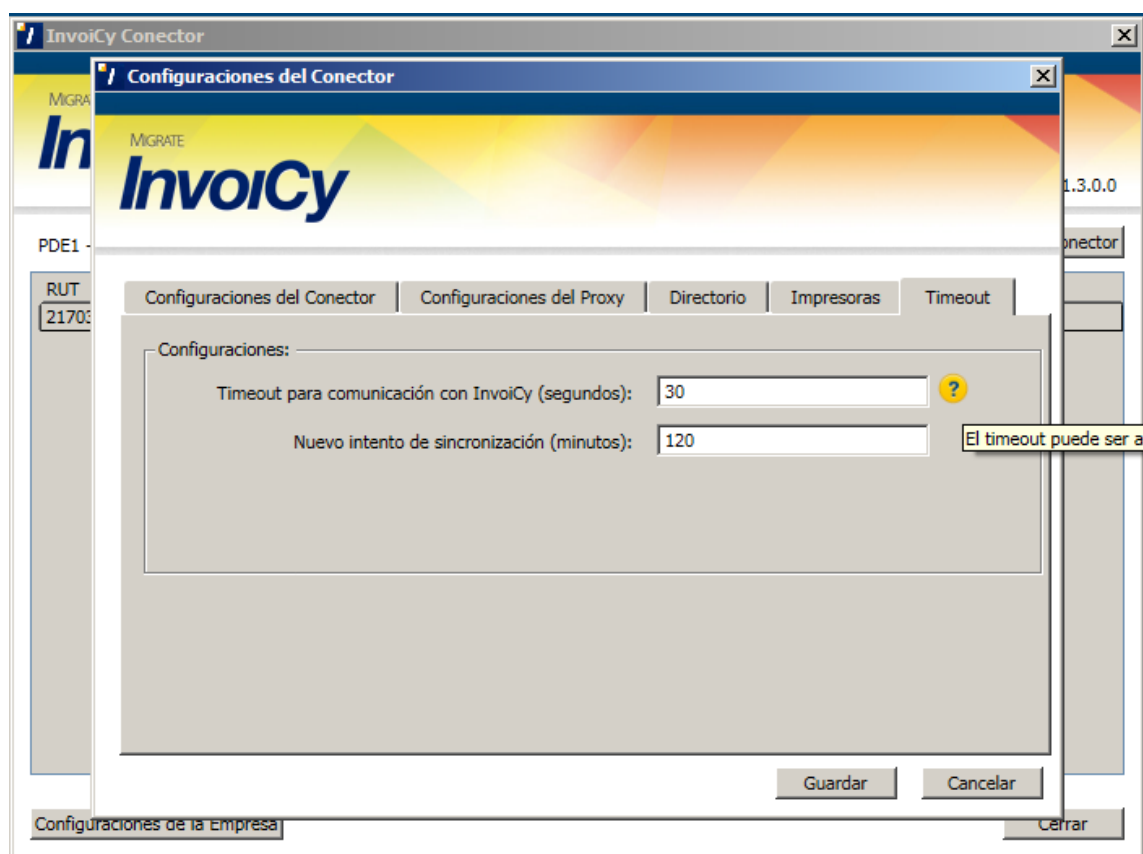 InvoiCy Conector
Configuraciones del Conector
MIGRATE
InvoiCy
1.3.0.0
PDE1 -
RUT
21703
Configuraciones del Conector
Configuraciones del Proxy
Directorio
Impresoras
Timeout
Configuraciones:
Timeout para comunicación con InvoiCy (segundos):
30
?
Nuevo intento de sincronización (minutos):
120
El timeout puede ser a
Guardar
Cancelar
Configuraciones de la Empresa
Cerrar